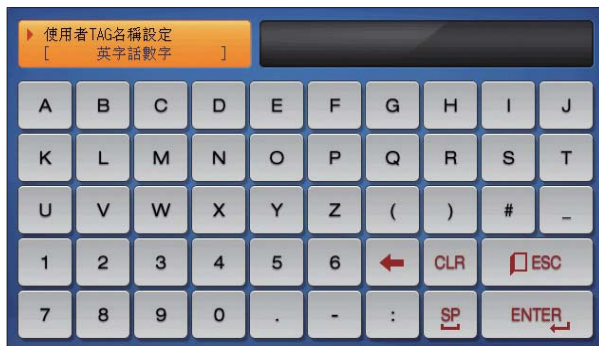 使用者TAG名稱設定
[ 英字話數字 ]
A B C D E F G H I J
K L M N O P Q R S T
U V W X Y Z ( ) # _
1 2 3 4 5 6 CLR ESC
7 8 9 0 . - : SP ENTER